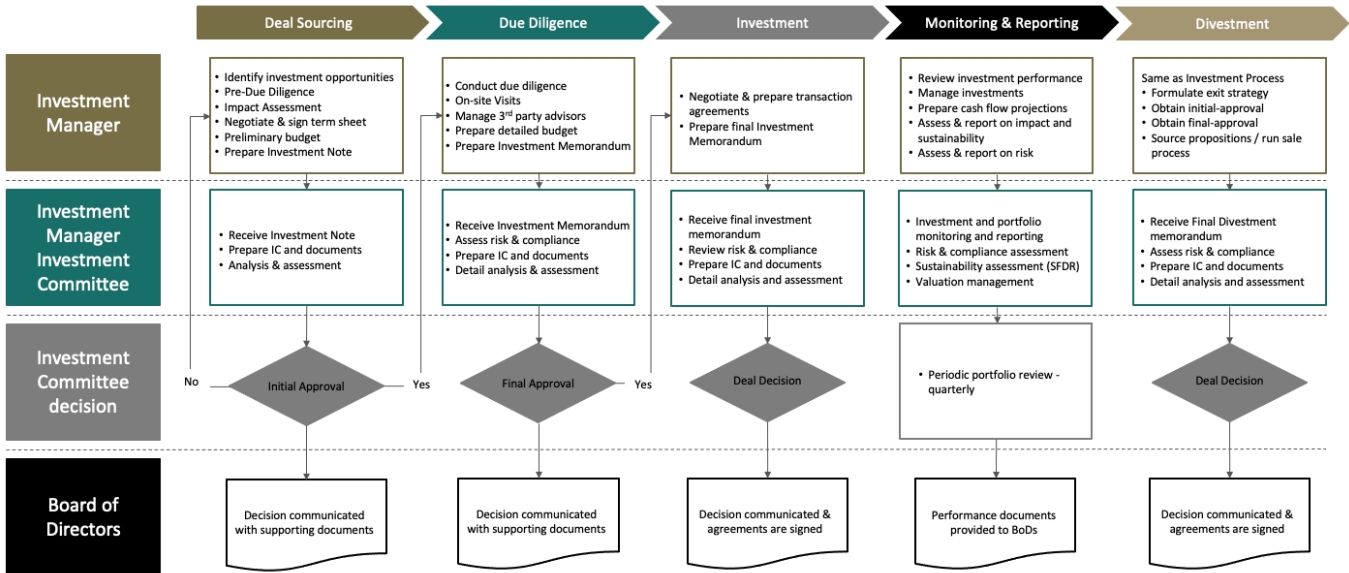 Deal Sourcing
Due Diligence
Investment
Monitoring & Reporting
Divestment
Investment
Manager
• Identify investment opportunities
• Pre-Due Diligence
• Impact Assessment
• Negotiate & sign term sheet
• Preliminary budget
• Prepare Investment Note
• Conduct due diligence
• On-site Visits
• Manage 3rd party advisors
• Prepare detailed budget
• Prepare Investment Memorandum
• Negotiate & prepare transaction
agreements
• Prepare final Investment
Memorandum
• Review investment performance
• Manage investments
• Prepare cash flow projections
• Assess & report on impact and
sustainability
• Assess & report on risk
Same as Investment Process
• Formulate exit strategy
• Obtain initial-approval
• Obtain final-approval
• Source propositions / run sale
process
Investment
Manager
Investment
Committee
• Receive Investment Note
• Prepare IC and documents
• Analysis & assessment
• Receive Investment Memorandum
• Assess risk & compliance
• Prepare IC and documents
• Detail analysis & assessment
• Receive final investment
memorandum
• Review risk & compliance
• Prepare IC and documents
• Detail analysis and assessment
• Investment and portfolio
monitoring and reporting
• Risk & compliance assessment
• Sustainability assessment (SFDR)
• Valuation management
• Receive Final Divestment
memorandum
• Assess risk & compliance
• Prepare IC and documents
• Detail analysis and assessment
Investment
Committee
decision
No
Initial Approval
Yes
Final Approval
Yes
Deal Decision
• Periodic portfolio review -
quarterly
Deal Decision
Board of
Directors
Decision communicated
with supporting documents
Decision communicated
with supporting documents
Decision communicated &
agreements are signed
Performance documents
provided to BoDs
Decision communicated &
agreements are signed